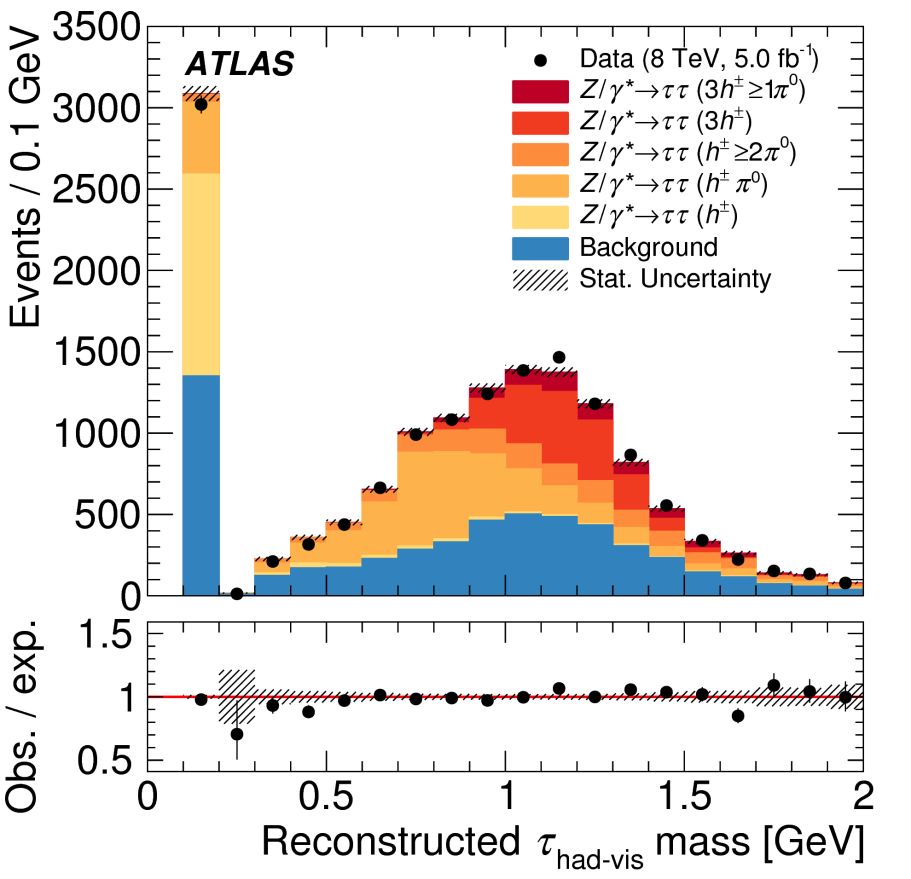 ATLAS
Data (8 TeV, 5.0 fb⁻¹)
Z/γ*→ττ (3h± ≥1π⁰)
Z/γ*→ττ (3h±)
Z/γ*→ττ (h± ≥2π⁰)
Z/γ*→ττ (h± π⁰)
Z/γ*→ττ (h±)
Background
Stat. Uncertainty
Events / 0.1 GeV
3500
3000
2500
2000
1500
1000
500
0
Obs. / exp.
1.5
1
0.5
0 0.5 1 1.5 2
Reconstructed τhad-vis mass [GeV]